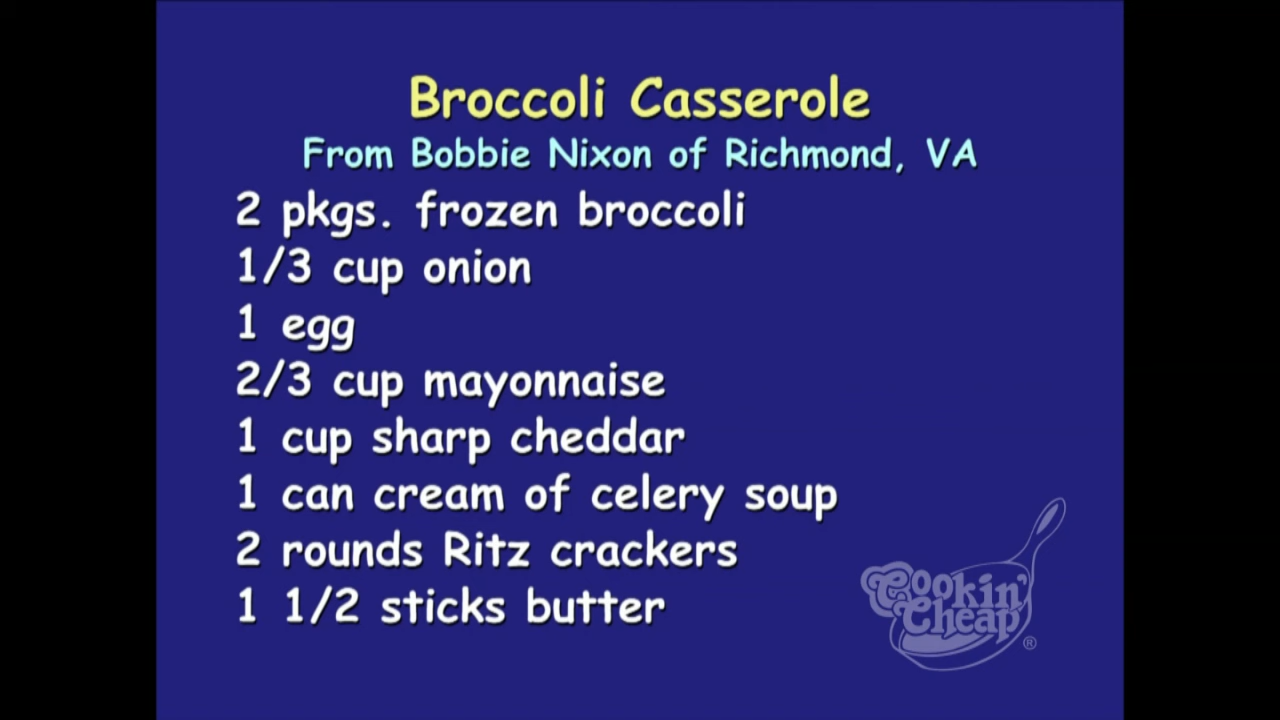 Broccoli Casserole
From Bobbie Nixon of Richmond, VA
2 pkgs. frozen broccoli
1/3 cup onion
1 egg
2/3 cup mayonnaise
1 cup sharp cheddar
1 can cream of celery soup
2 rounds Ritz crackers
1 1/2 sticks butter
Cookin'
Cheap
®